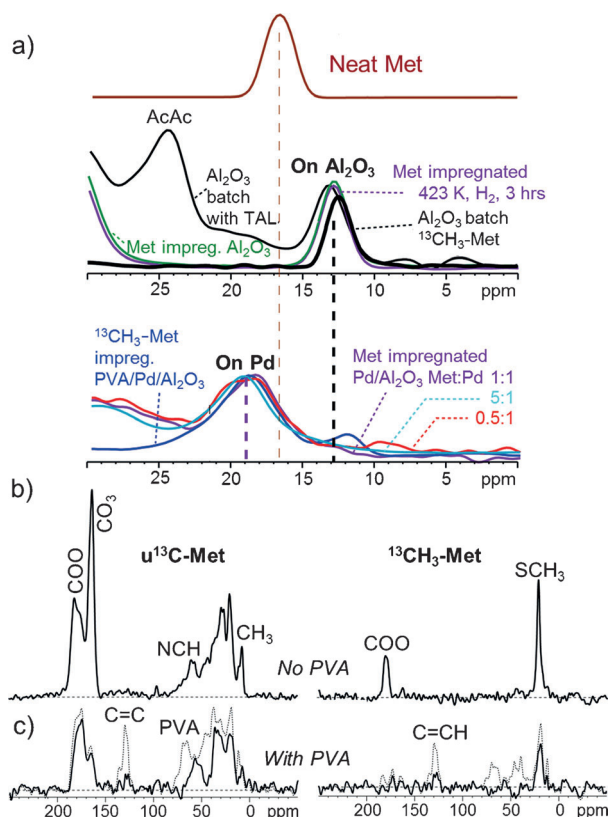 a)
Neat Met
AcAc
On Al₂O₃
Al₂O₃
batch
with TAL
Met impregnated
423 K, H₂, 3 hrs
Al₂O₃ batch
¹³CH₃-Met
Met impreg. Al₂O₃
25 20 15 10 5 ppm
¹³CH₃-Met
impreg.
PVA/Pd/Al₂O₃
On Pd
Met impregnated
Pd/Al₂O₃ Met:Pd 1:1
5:1
0.5:1
25 20 15 10 5 ppm
b)
COO
CO₃
u¹³C-Met
NCH
CH₃
No PVA
¹³CH₃-Met
COO
SCH₃
c)
C=C
PVA
With PVA
C=CH
200 150 100 50 0 ppm
200 150 100 50 0 ppm